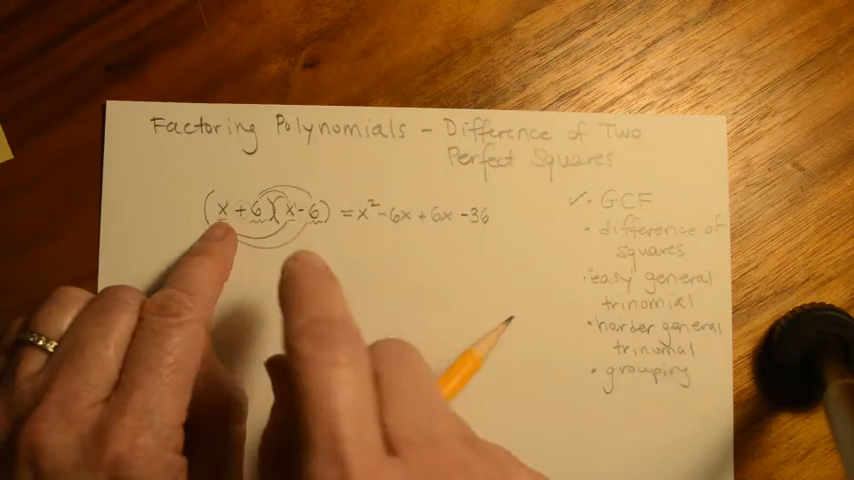 Factoring Polynomials - Difference of Two
Perfect Squares
(x+6)(x-6) = x²-6x+6x-36
✓· GCF
· difference of
squares
· "easy" general
trinomial
· harder general
trinomial
· grouping